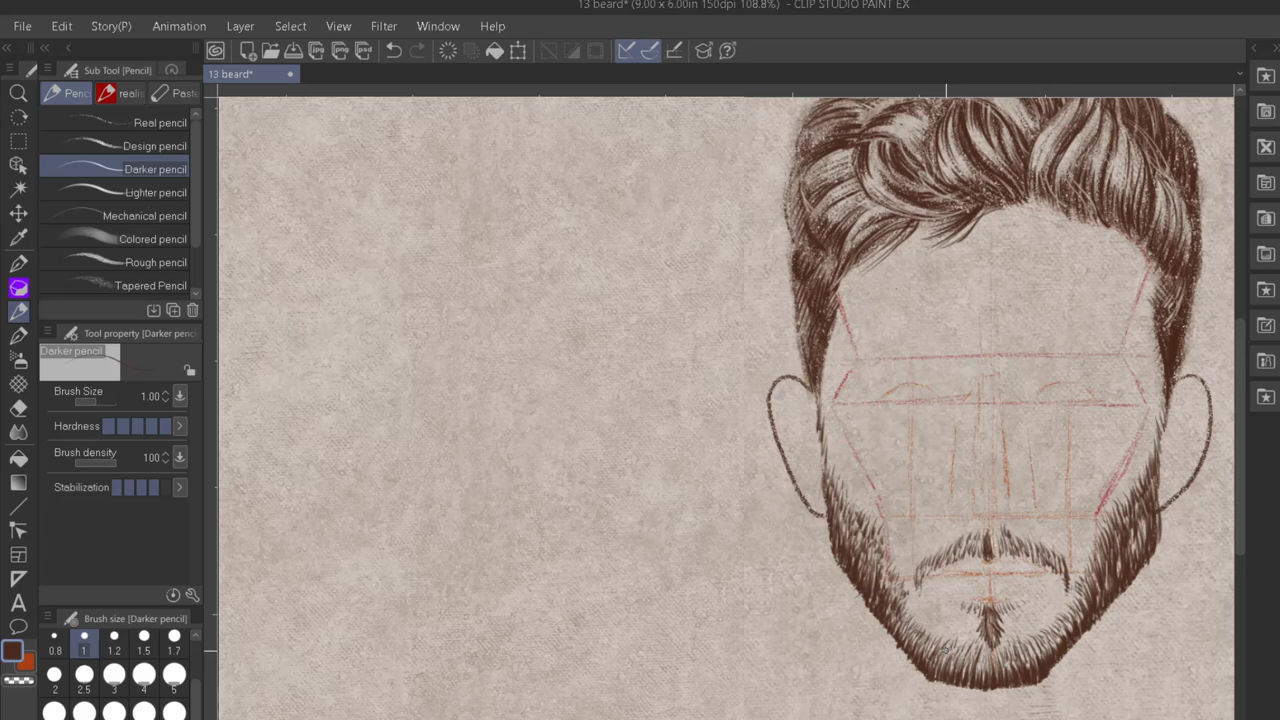 13 beard* (9.00 x 6.00in 150dpi 108.8%) - CLIP STUDIO PAINT EX
File Edit Story(P) Animation Layer Select View Filter Window Help
Sub Tool [Pencil]
13 beard*
Penc realis Paste
Real pencil
Design pencil
Darker pencil
Lighter pencil
Mechanical pencil
Colored pencil
Rough pencil
Tapered Pencil
Tool property [Darker penc
Darker pencil
Brush Size 1.00
Hardness
Brush density 100
Stabilization
Brush size [Darker pencil]
0.8 1 1.2 1.5 1.7
2 2.5 3 4 5